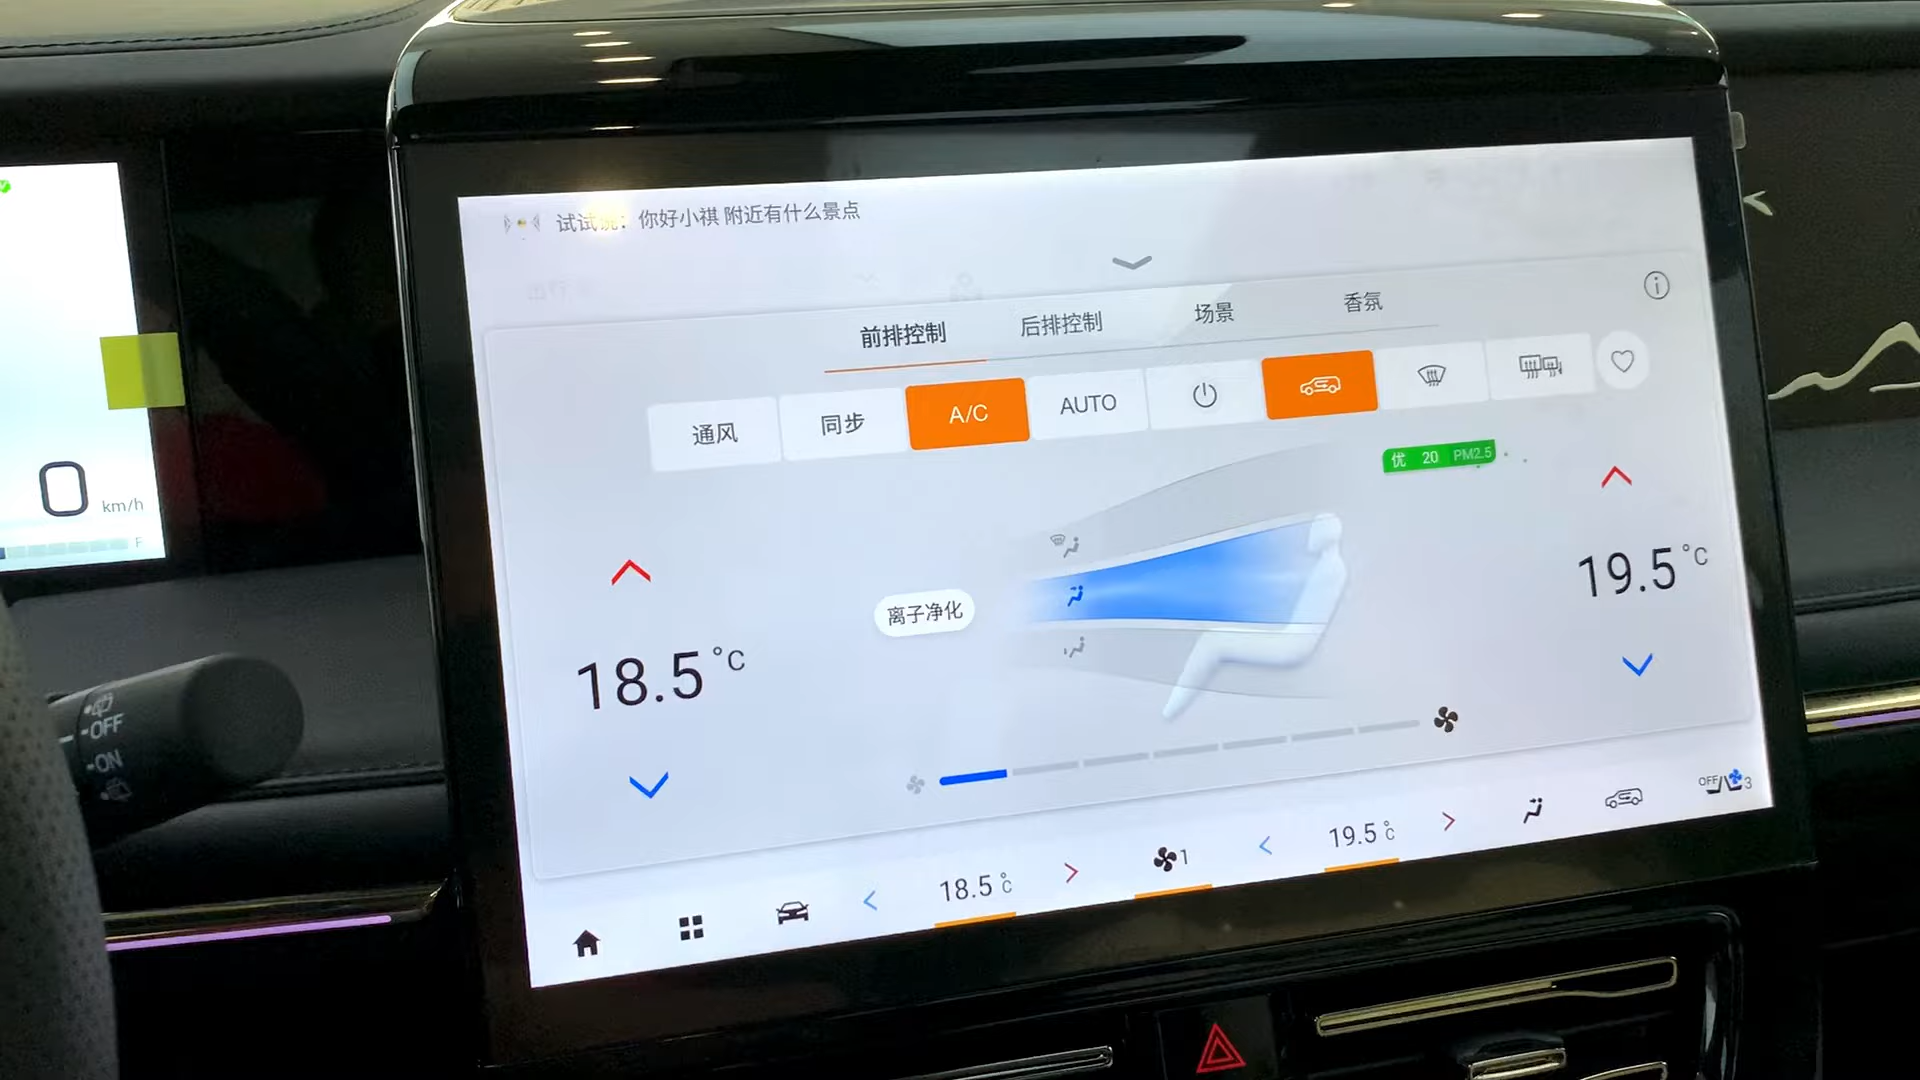 试试说：你好小祺 附近有什么景点
前排控制 后排控制 场景 香氛
通风 同步 A/C AUTO
优 20 PM2.5
离子净化
18.5 °C
19.5 °C
18.5 °C 1 19.5 °C OFF 3
0 km/h
F
-OFF
-ON